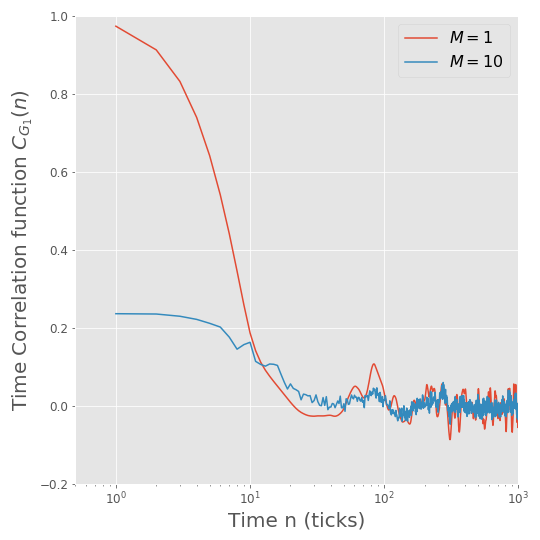 M = 1
M = 10
Time Correlation function C_{G_1}(n)
1.0
0.8
0.6
0.4
0.2
0.0
−0.2
10^0
10^1
10^2
10^3
Time n (ticks)